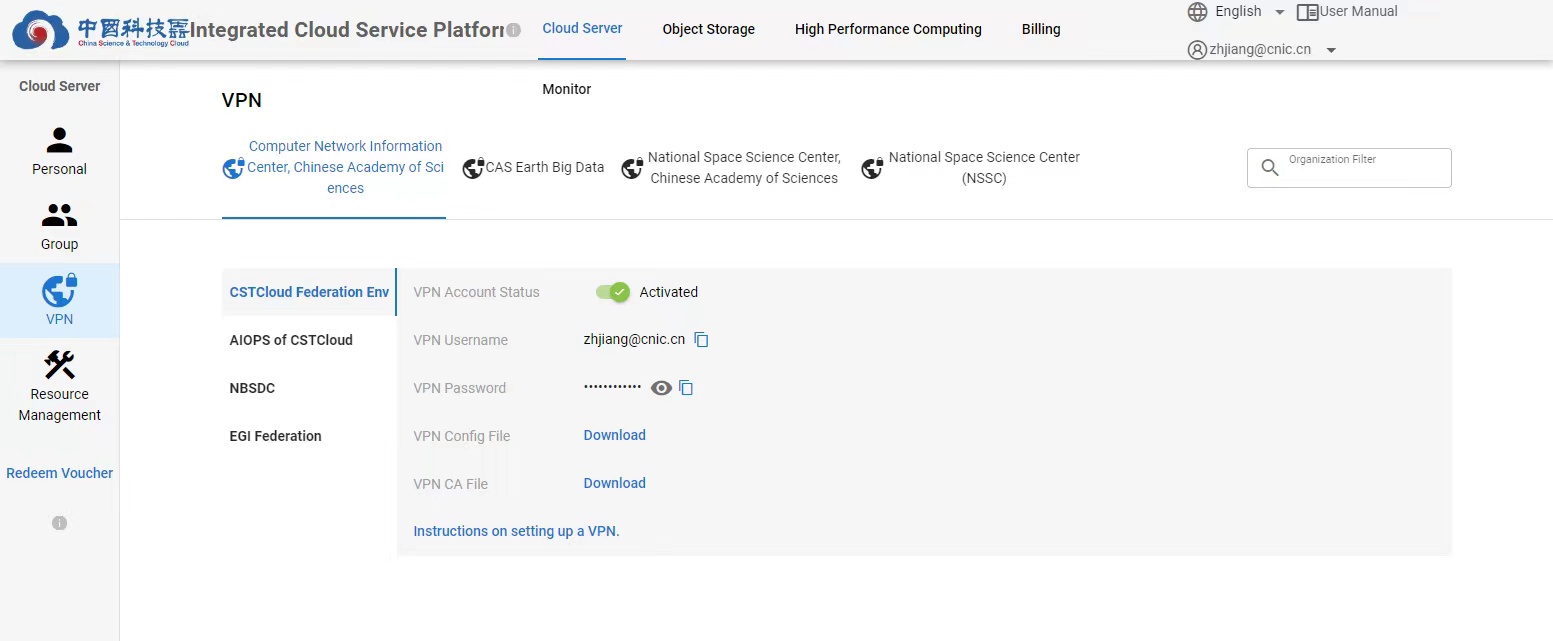 中国科技云
China Science & Technology Cloud
Integrated Cloud Service Platform
Cloud Server
Object Storage
High Performance Computing
Billing
Monitor
English
User Manual
zhjiang@cnic.cn
Cloud Server
Personal
Group
VPN
Resource
Management
Redeem Voucher
VPN
Computer Network Information
Center, Chinese Academy of Sci
ences
CAS Earth Big Data
National Space Science Center,
Chinese Academy of Sciences
National Space Science Center
(NSSC)
Organization Filter
CSTCloud Federation Env
AIOPS of CSTCloud
NBSDC
EGI Federation
VPN Account Status
Activated
VPN Username
zhjiang@cnic.cn
VPN Password
••••••••••••
VPN Config File
Download
VPN CA File
Download
Instructions on setting up a VPN.